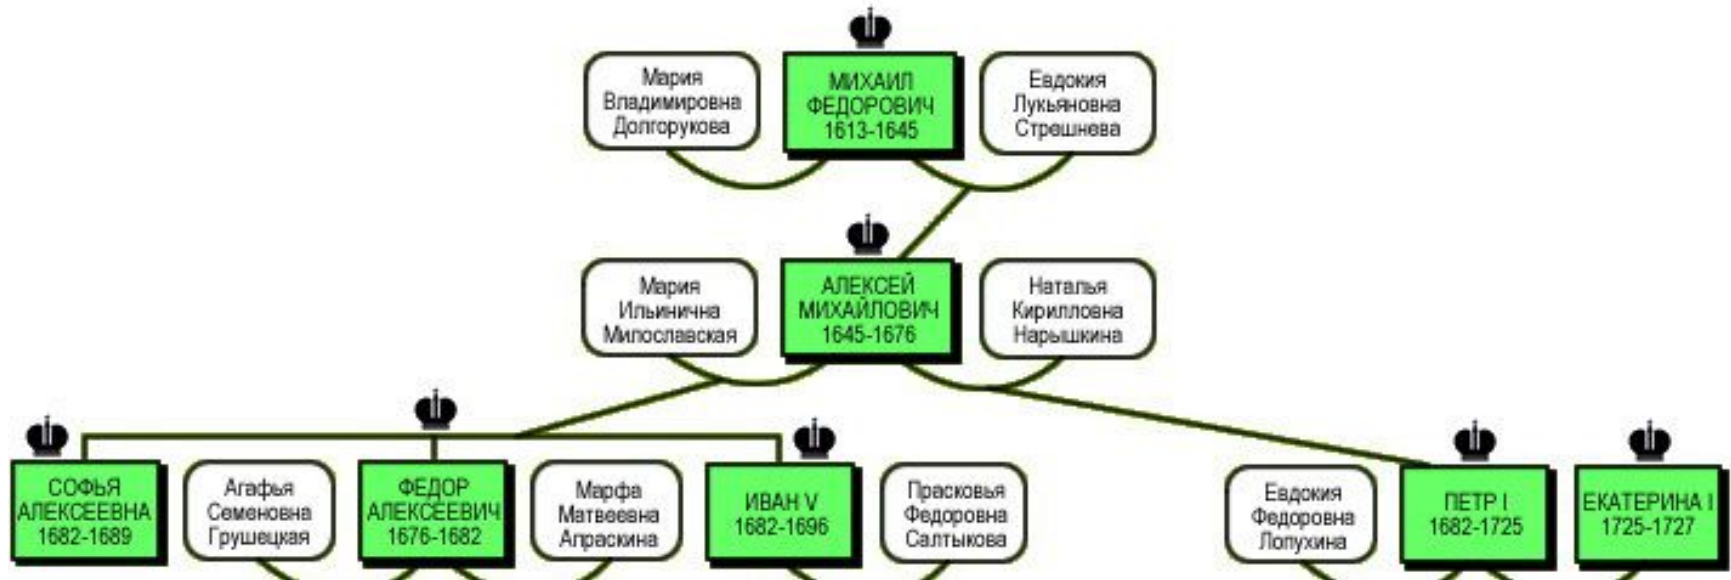 Мария
Владимировна
Долгорукова
МИХАИЛ
ФЕДОРОВИЧ
1613-1645
Евдокия
Лукьяновна
Стрешнева
Мария
Ильинична
Милославская
АЛЕКСЕЙ
МИХАЙЛОВИЧ
1645-1676
Наталья
Кирилловна
Нарышкина
СОФЬЯ
АЛЕКСЕЕВНА
1682-1689
Агафья
Семеновна
Грушецкая
ФЕДОР
АЛЕКСЕЕВИЧ
1676-1682
Марфа
Матвеевна
Апраскина
ИВАН V
1682-1696
Прасковья
Федоровна
Салтыкова
Евдокия
Федоровна
Лопухина
ПЕТР I
1682-1725
ЕКАТЕРИНА I
1725-1727